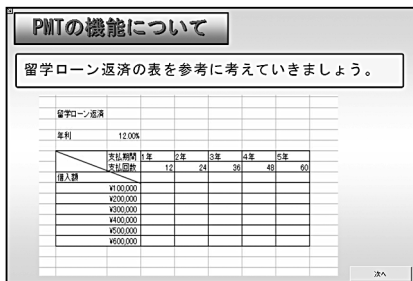 PMTの機能について
留学ローン返済の表を参考に考えていきましょう。
留学ローン返済
年利 12.00%
支払期間 1年 2年 3年 4年 5年
支払回数 12 24 36 48 60
借入額
¥100,000
¥200,000
¥300,000
¥400,000
¥500,000
¥600,000
次へ